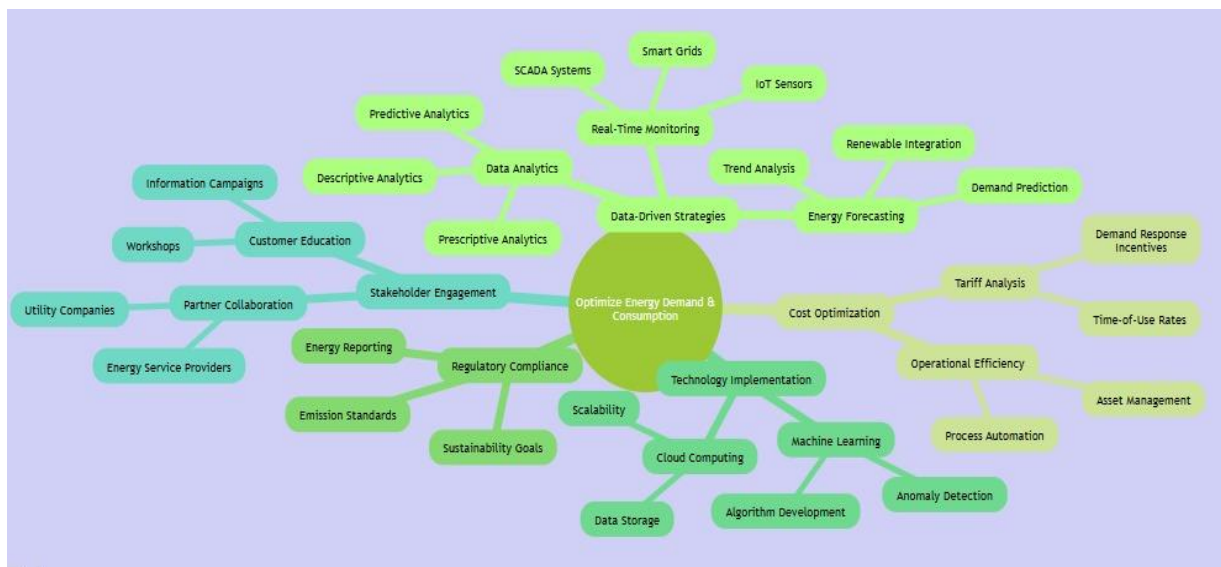 Smart Grids
SCADA Systems
IoT Sensors
Predictive Analytics
Real-Time Monitoring
Renewable Integration
Data Analytics
Trend Analysis
Descriptive Analytics
Information Campaigns
Demand Prediction
Data-Driven Strategies
Energy Forecasting
Prescriptive Analytics
Customer Education
Workshops
Demand Response
Incentives
Tariff Analysis
Stakeholder Engagement
Partner Collaboration
Utility Companies
Optimize Energy Demand &
Consumption
Cost Optimization
Time-of-Use Rates
Energy Reporting
Regulatory Compliance
Energy Service Providers
Operational Efficiency
Technology Implementation
Asset Management
Scalability
Emission Standards
Process Automation
Machine Learning
Sustainability Goals
Cloud Computing
Anomaly Detection
Algorithm Development
Data Storage